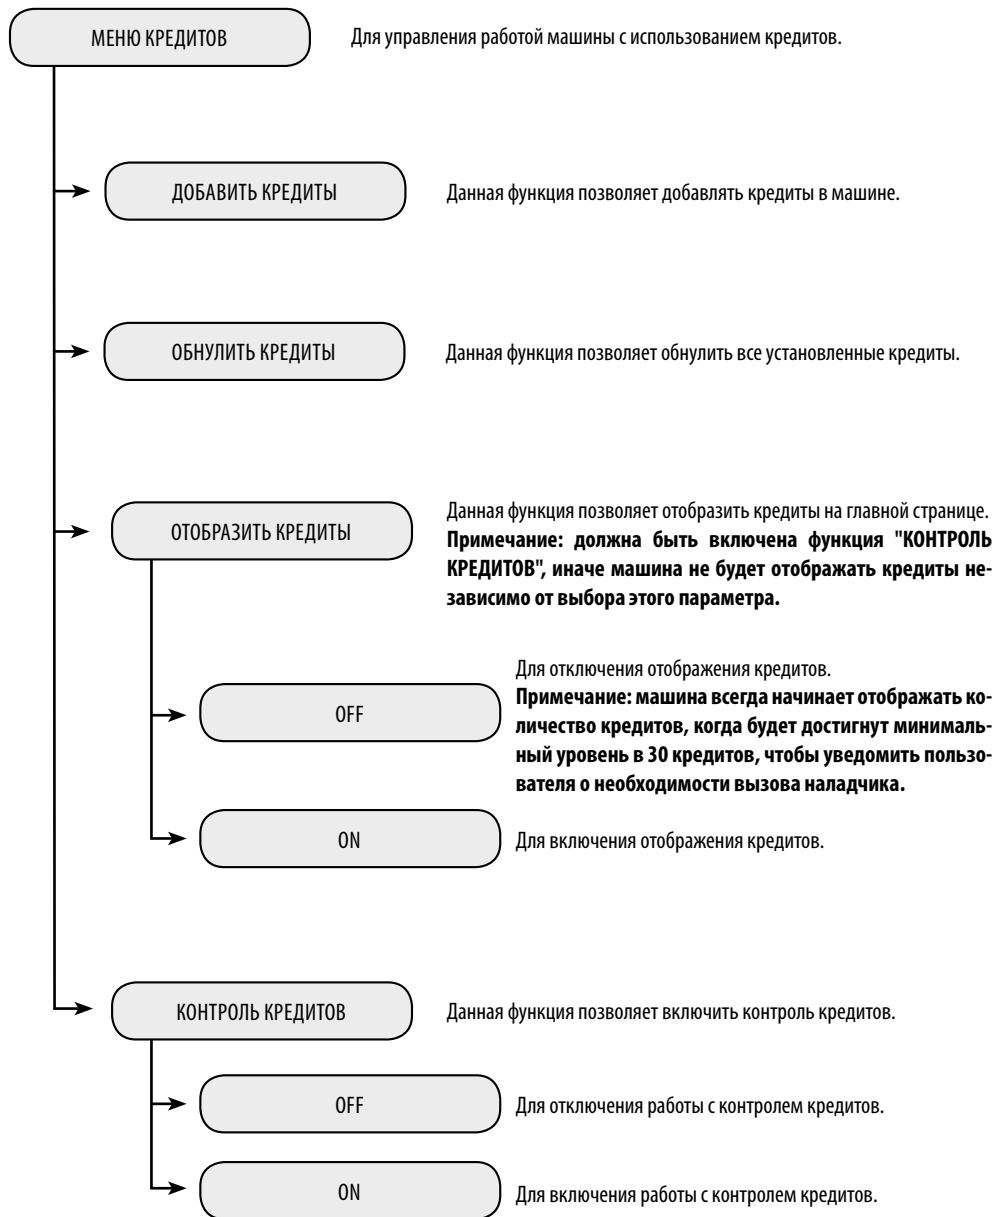 МЕНЮ КРЕДИТОВ
Для управления работой машины с использованием кредитов.
ДОБАВИТЬ КРЕДИТЫ
Данная функция позволяет добавлять кредиты в машине.
ОБНУЛИТЬ КРЕДИТЫ
Данная функция позволяет обнулить все установленные кредиты.
ОТОБРАЗИТЬ КРЕДИТЫ
Данная функция позволяет отобразить кредиты на главной странице.
Примечание: должна быть включена функция "КОНТРОЛЬ
КРЕДИТОВ", иначе машина не будет отображать кредиты не-
зависимо от выбора этого параметра.
OFF
Для отключения отображения кредитов.
Примечание: машина всегда начинает отображать ко-
личество кредитов, когда будет достигнут минималь-
ный уровень в 30 кредитов, чтобы уведомить пользо-
вателя о необходимости вызова наладчика.
ON
Для включения отображения кредитов.
КОНТРОЛЬ КРЕДИТОВ
Данная функция позволяет включить контроль кредитов.
OFF
Для отключения работы с контролем кредитов.
ON
Для включения работы с контролем кредитов.